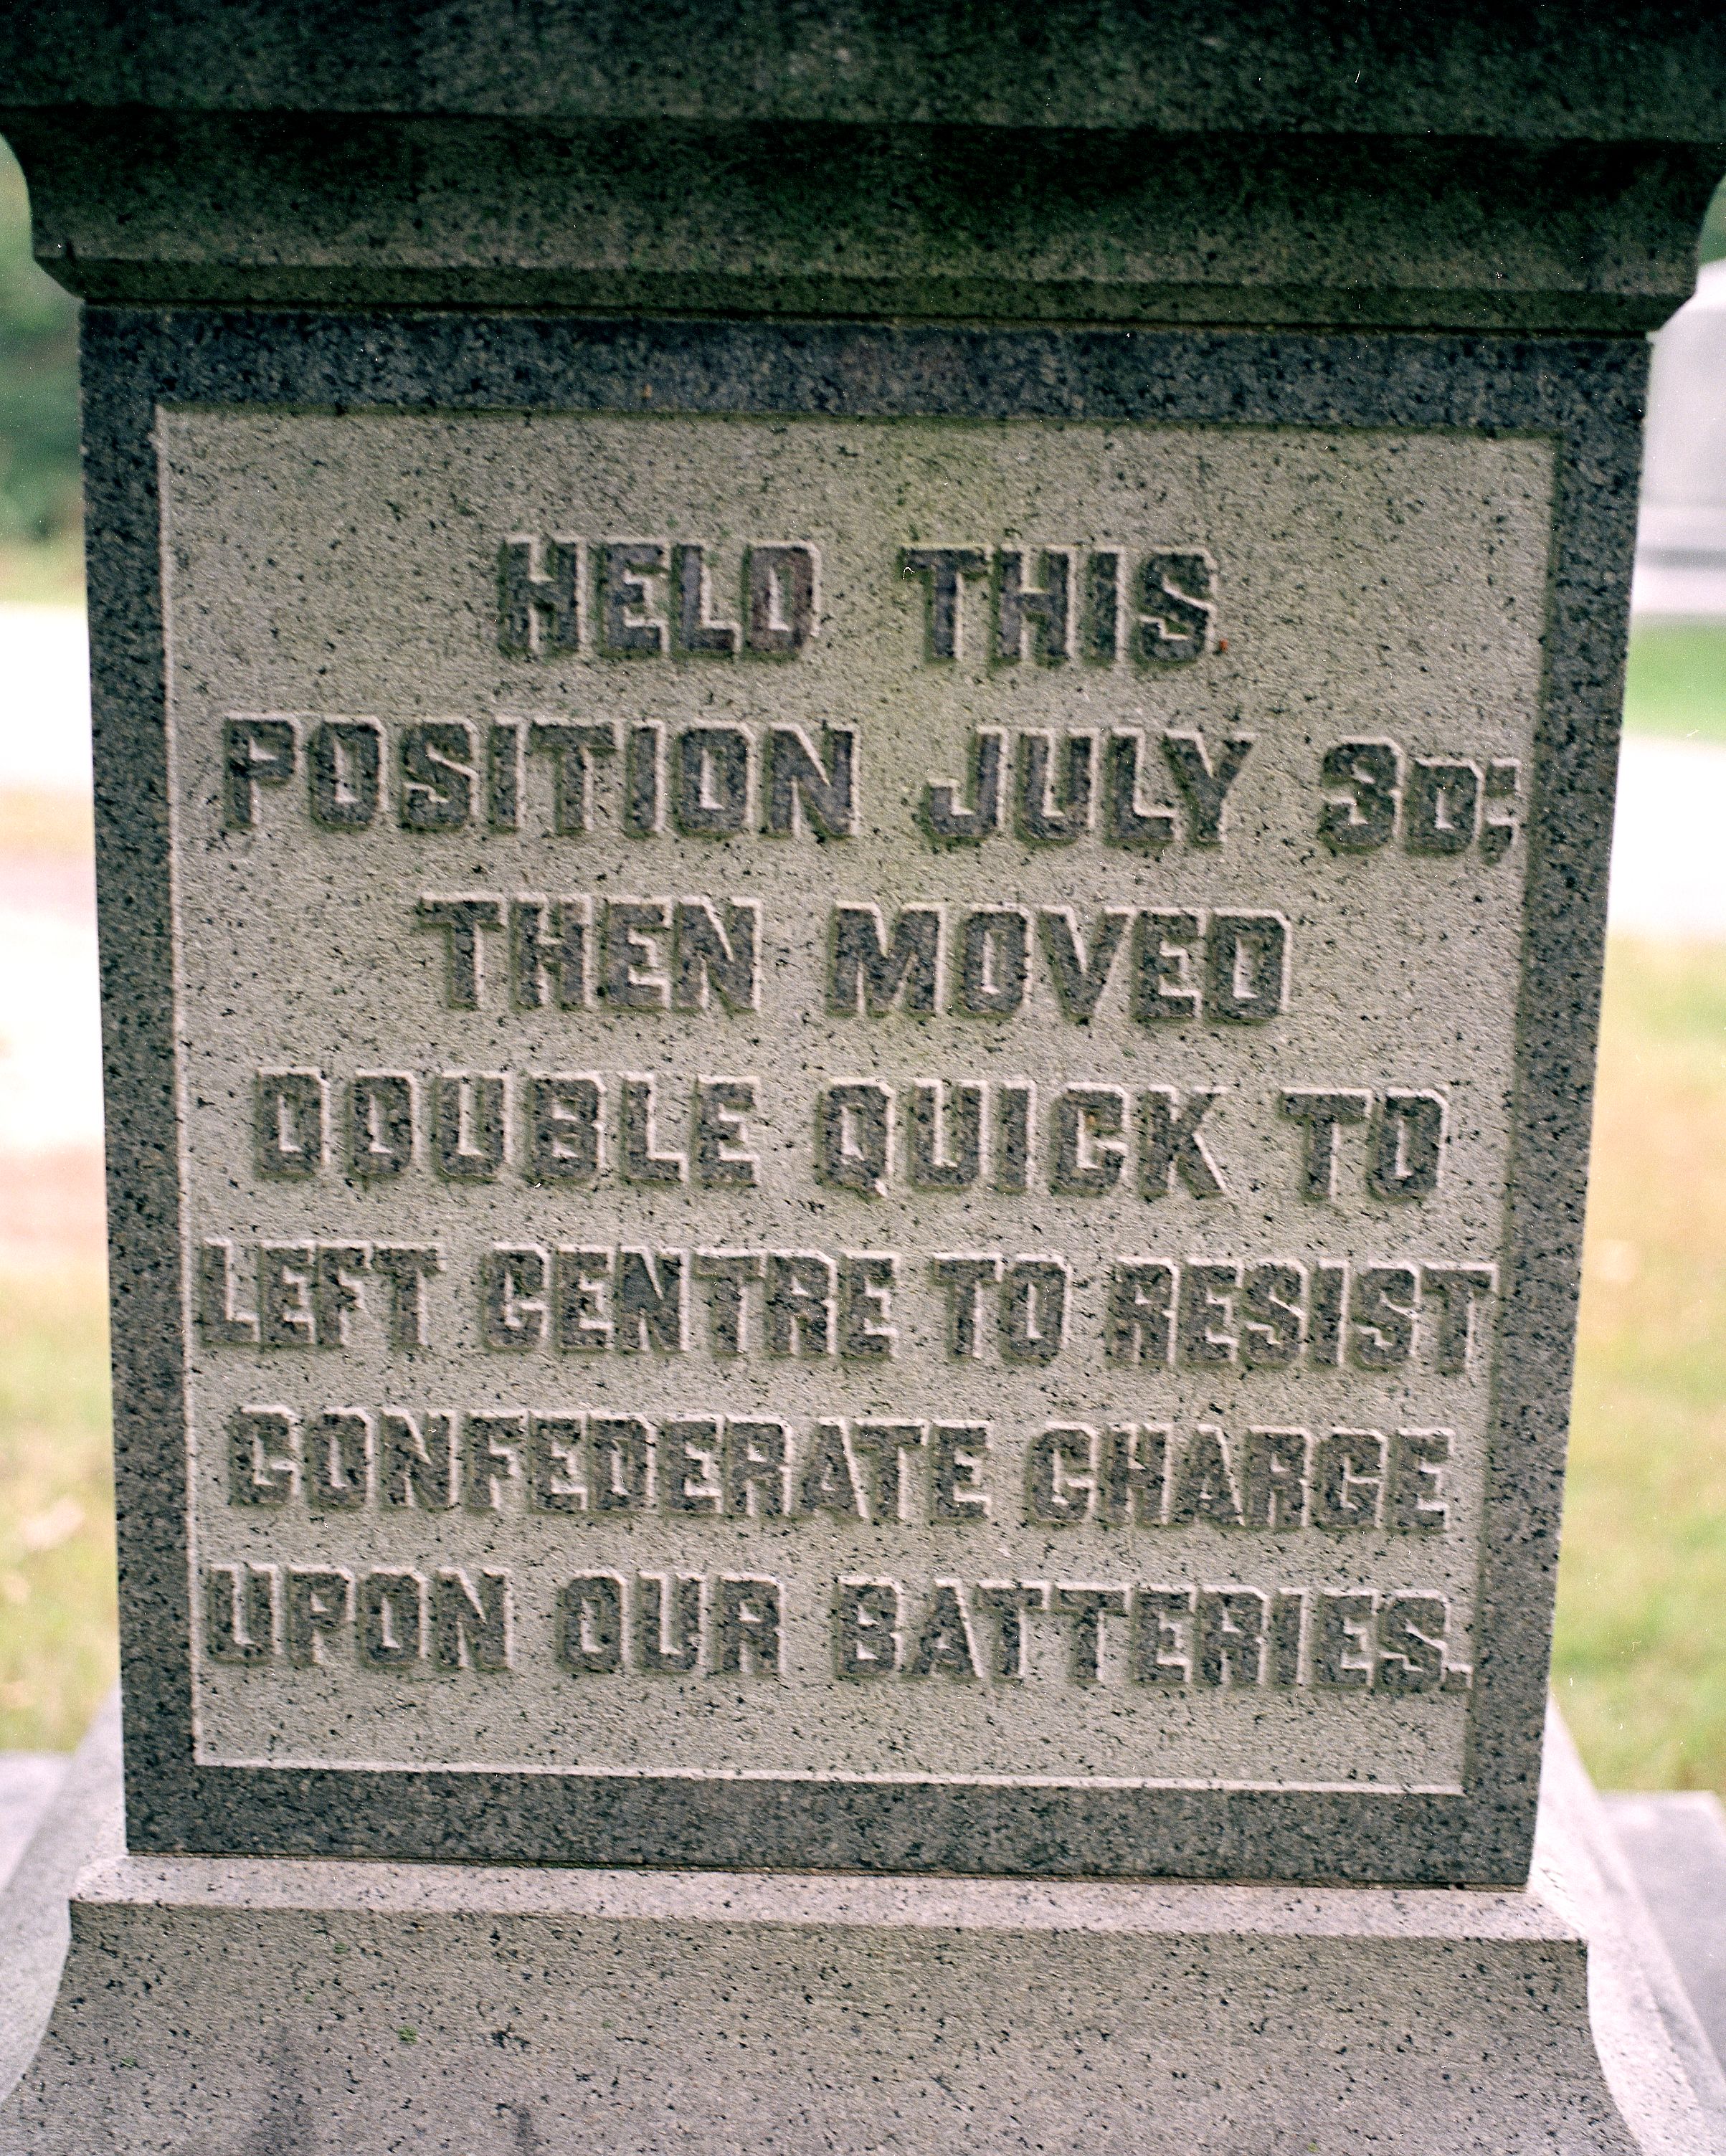 HELD THIS
POSITION JULY 3D;
THEN MOVED
DOUBLE QUICK TO
LEFT CENTRE TO RESIST
CONFEDERATE CHARGE
UPON OUR BATTERIES.